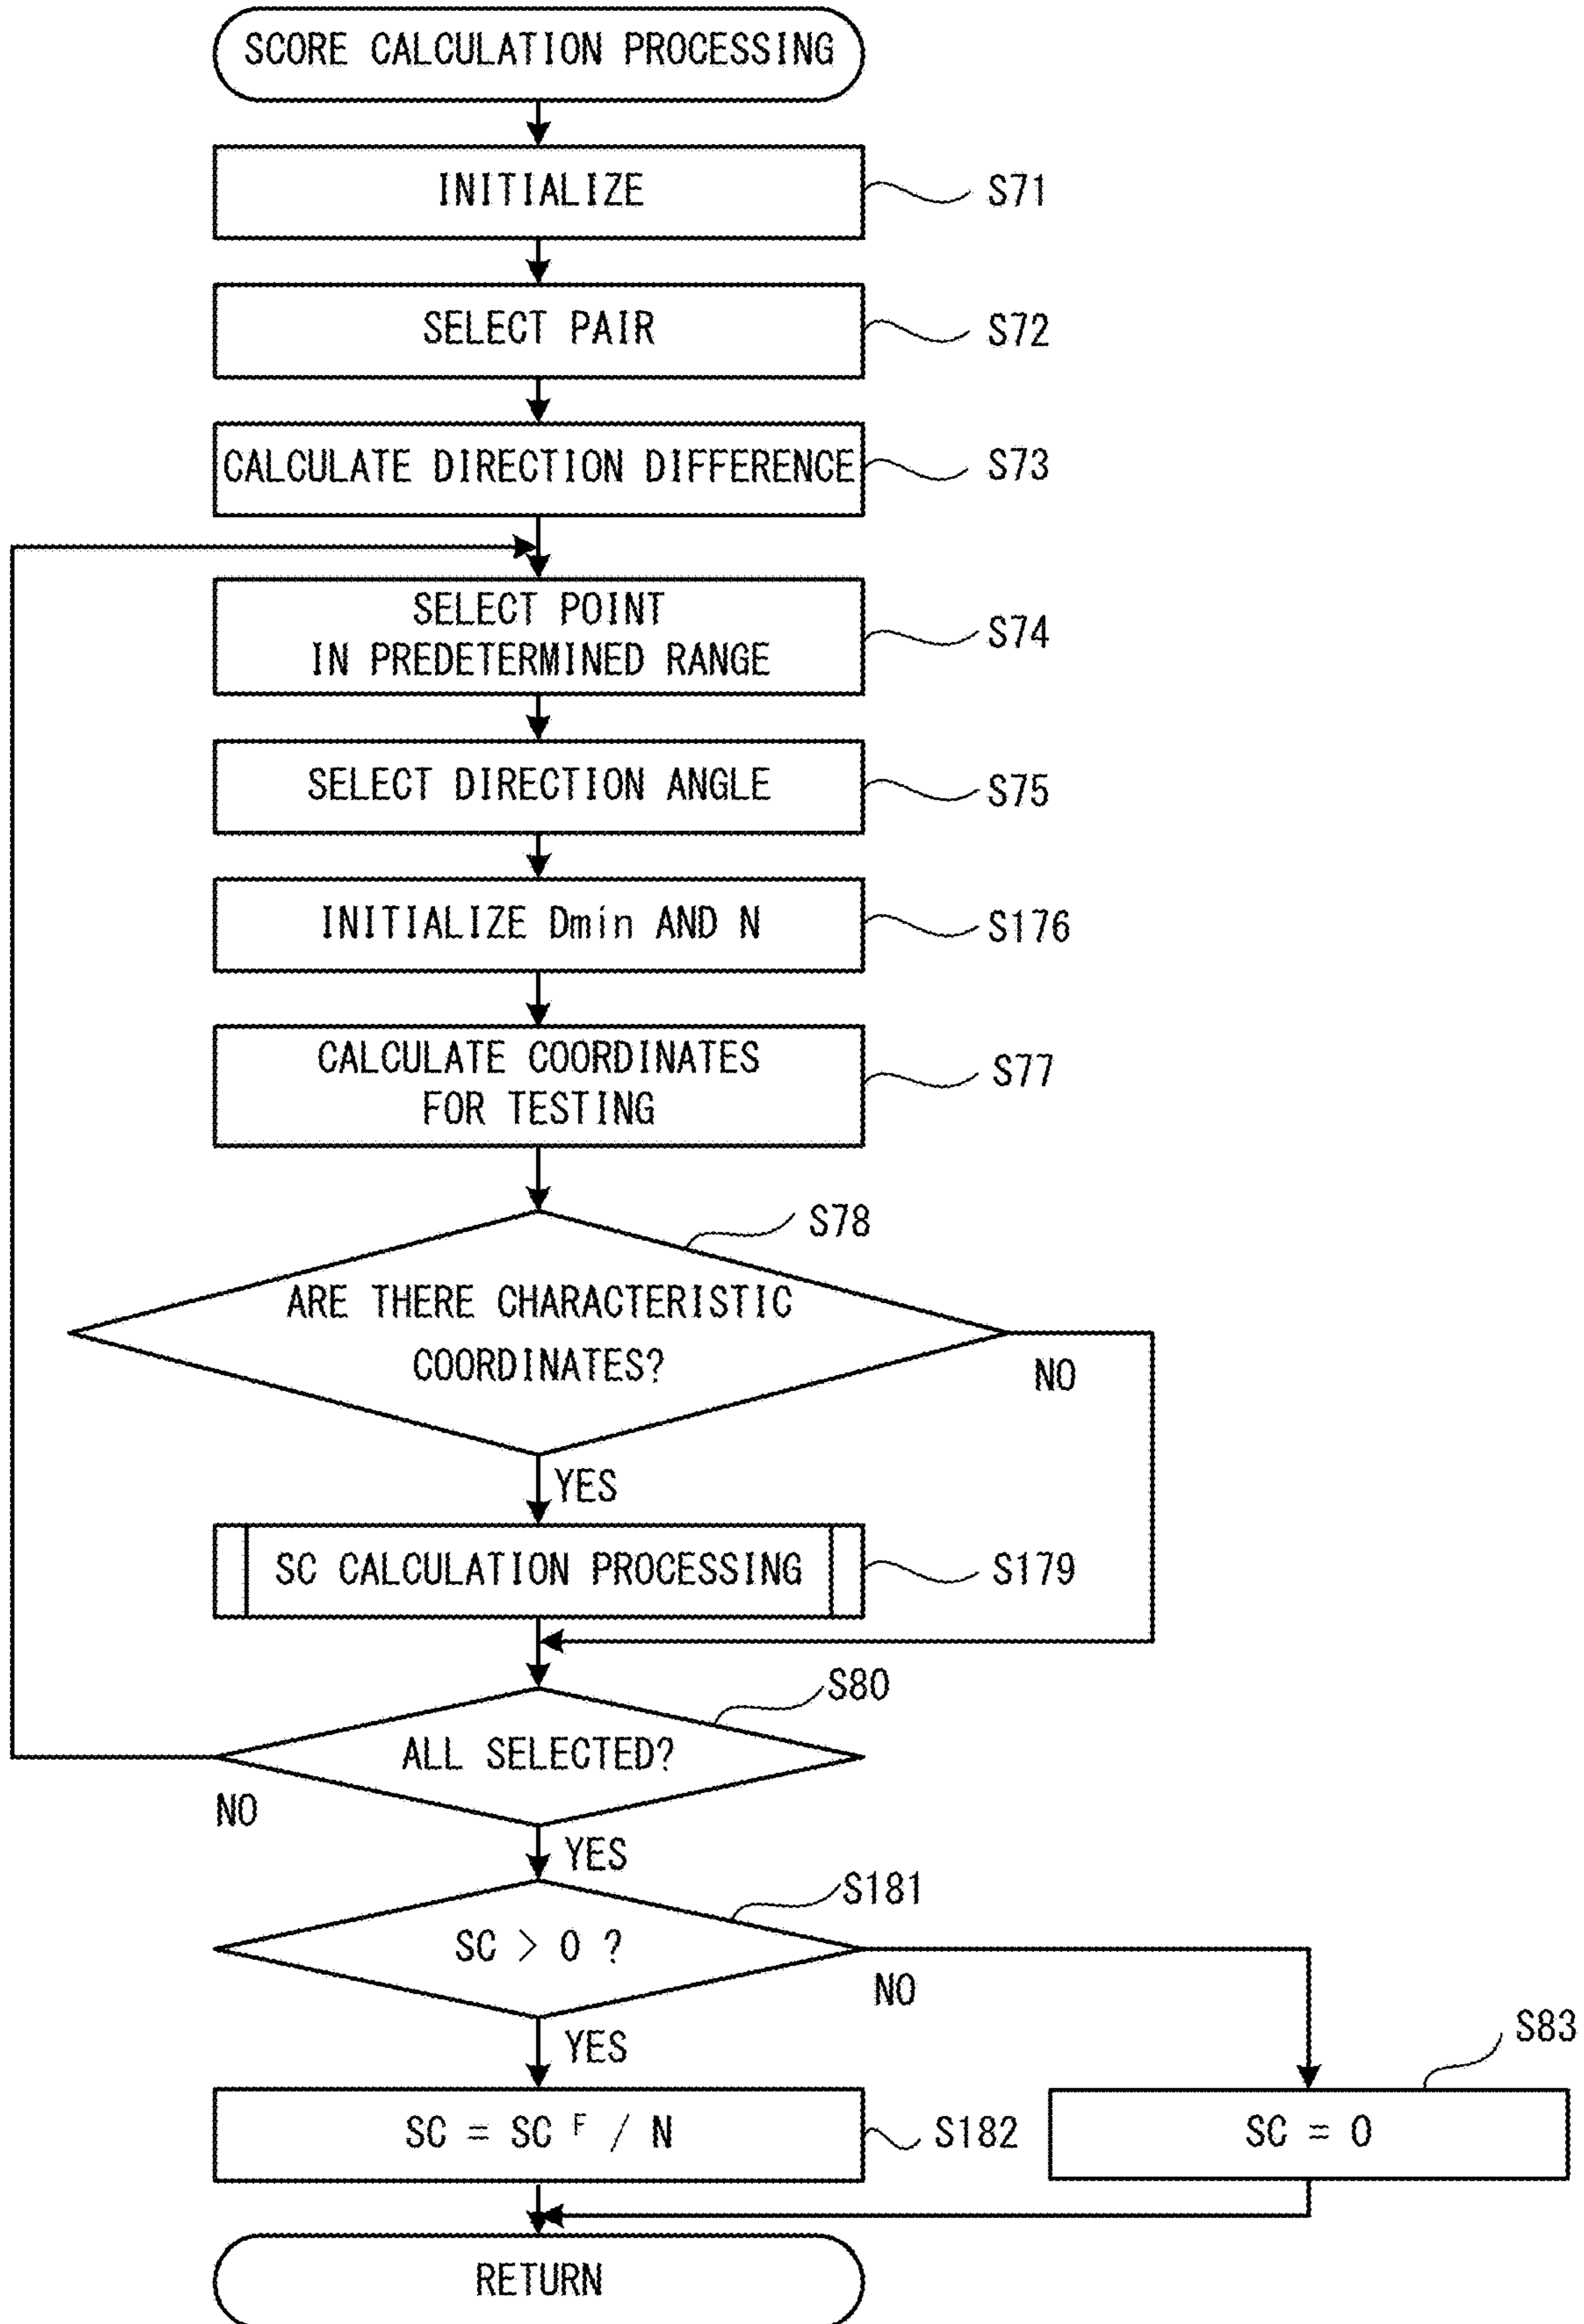 SCORE CALCULATION PROCESSING
INITIALIZE
S71
SELECT PAIR
S72
CALCULATE DIRECTION DIFFERENCE
S73
SELECT POINT
IN PREDETERMINED RANGE
S74
SELECT DIRECTION ANGLE
S75
INITIALIZE Dmin AND N
S176
CALCULATE COORDINATES
FOR TESTING
S77
S78
ARE THERE CHARACTERISTIC
COORDINATES?
NO
YES
SC CALCULATION PROCESSING
S179
S80
ALL SELECTED?
NO
YES
S181
SC > 0 ?
NO
YES
S83
SC = SC F / N
S182
SC = 0
RETURN